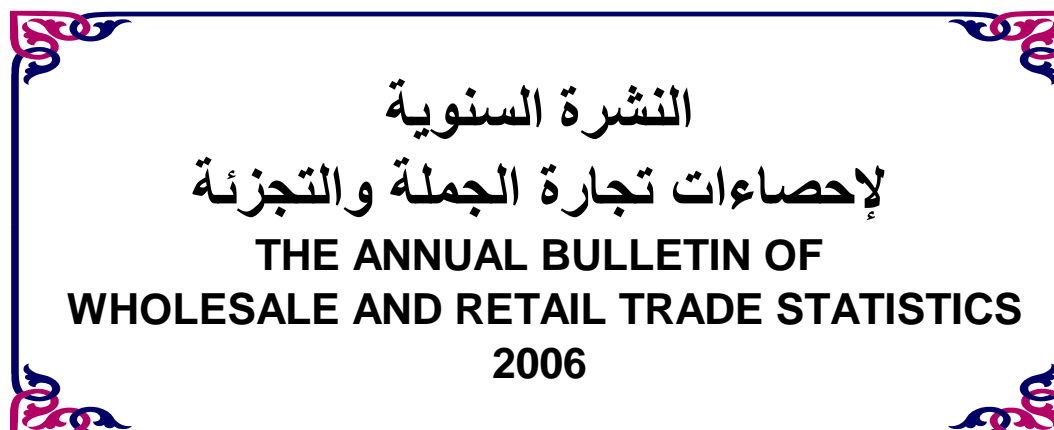 النشرة السنوية
لإحصاءات تجارة الجملة والتجزئة
THE ANNUAL BULLETIN OF
WHOLESALE AND RETAIL TRADE STATISTICS
2006